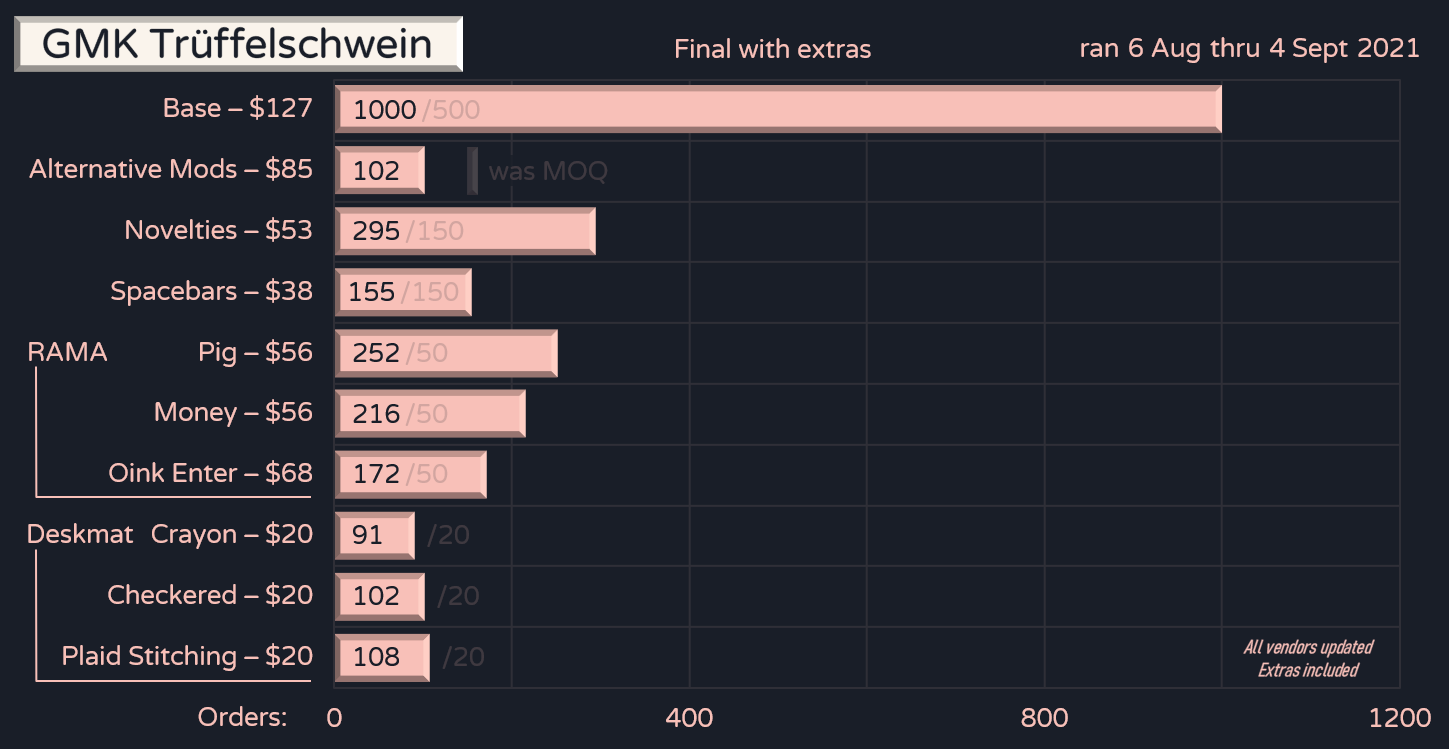 GMK Trüffelschwein
Final with extras
ran 6 Aug thru 4 Sept 2021
Base – $127 1000 /500
Alternative Mods – $85 102 was MOQ
Novelties – $53 295 /150
Spacebars – $38 155 /150
RAMA Pig – $56 252 /50
Money – $56 216 /50
Oink Enter – $68 172 /50
Deskmat Crayon – $20 91 /20
Checkered – $20 102 /20
Plaid Stitching – $20 108 /20
All vendors updated
Extras included
Orders: 0 400 800 1200